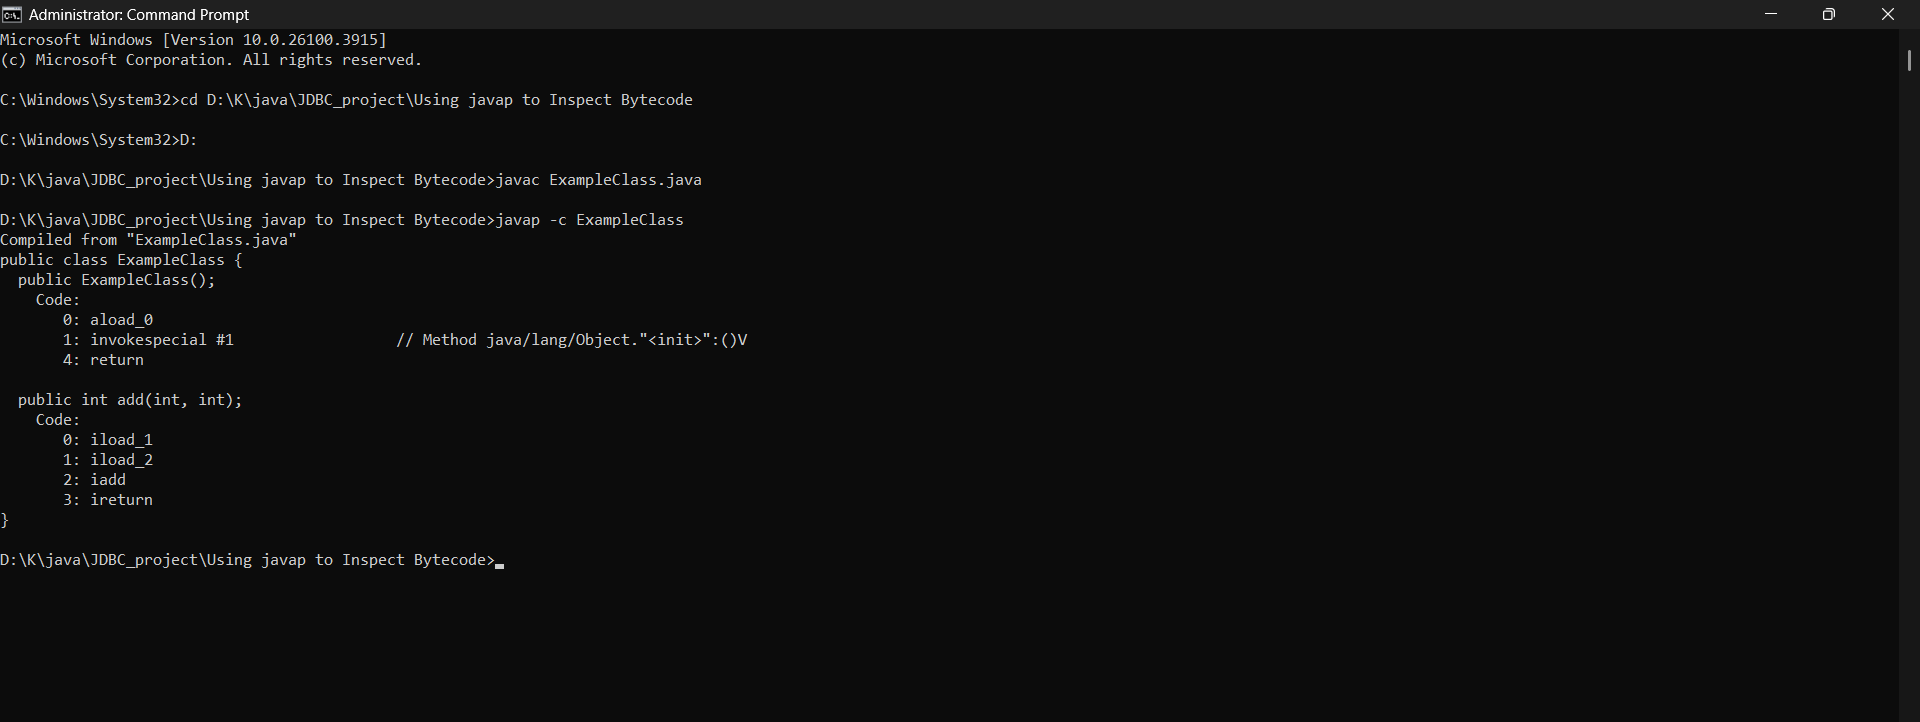 Administrator: Command Prompt
Microsoft Windows [Version 10.0.26100.3915]
(c) Microsoft Corporation. All rights reserved.
C:\Windows\System32>cd D:\K\java\JDBC_project\Using javap to Inspect Bytecode
C:\Windows\System32>D:
D:\K\java\JDBC_project\Using javap to Inspect Bytecode>javac ExampleClass.java
D:\K\java\JDBC_project\Using javap to Inspect Bytecode>javap -c ExampleClass
Compiled from "ExampleClass.java"
public class ExampleClass {
  public ExampleClass();
    Code:
       0: aload_0
       1: invokespecial #1                  // Method java/lang/Object."<init>":()V
       4: return
  public int add(int, int);
    Code:
       0: iload_1
       1: iload_2
       2: iadd
       3: ireturn
}
D:\K\java\JDBC_project\Using javap to Inspect Bytecode>